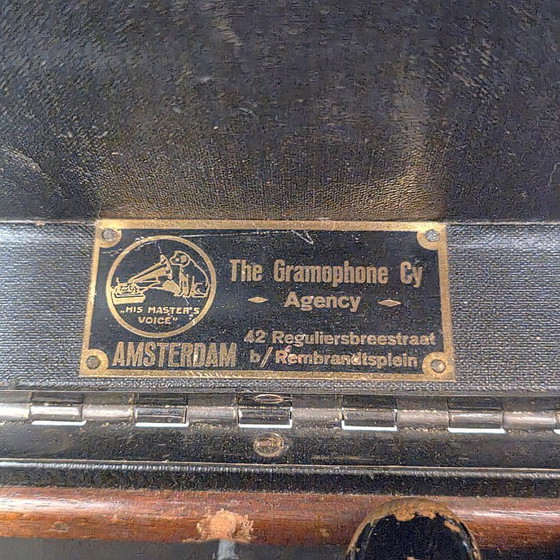 The Gramophone Cy
Agency
„HIS MASTER'S
VOICE"
AMSTERDAM
42 Reguliersbreestraat
b/Rembrandtsplein